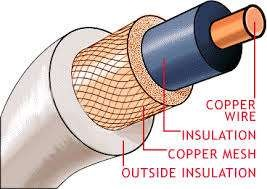 COPPER
WIRE
INSULATION
COPPER MESH
OUTSIDE INSULATION